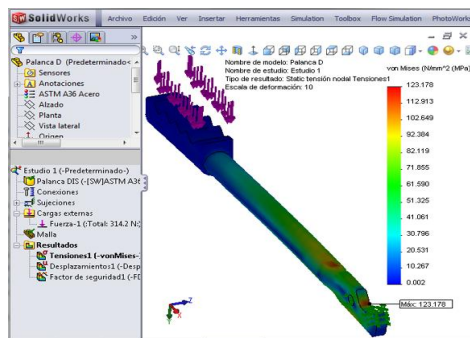 SolidWorks
Archivo Edición Ver Insertar Herramientas Simulation Toolbox Flow Simulation PhotoWork
Palanca D (Predeterminado<
Sensores
Anotaciones
ASTM A36 Acero
Alzado
Planta
Vista lateral
Origen
Estudio 1 (-Predeterminado-)
Palanca DIS (-[SW]ASTM A36
Conexiones
Sujeciones
Cargas externas
Fuerza-1 (:Total: 314.2 N:
Malla
Resultados
Tensiones1 (-vonMises-
Desplazamientos1 (-Desp
Factor de seguridad1 (-FD
Nombre de modelo: Palanca D
Nombre de estudio: Estudio 1
Tipo de resultado: Static tensión nodal Tensiones1
Escala de deformación: 10
von Mises (N/mm^2 (MPa)
123.178
112.913
102.649
92.384
82.119
71.855
61.590
51.325
41.061
30.796
20.531
10.267
0.002
Máx: 123.178
Y
Z
X